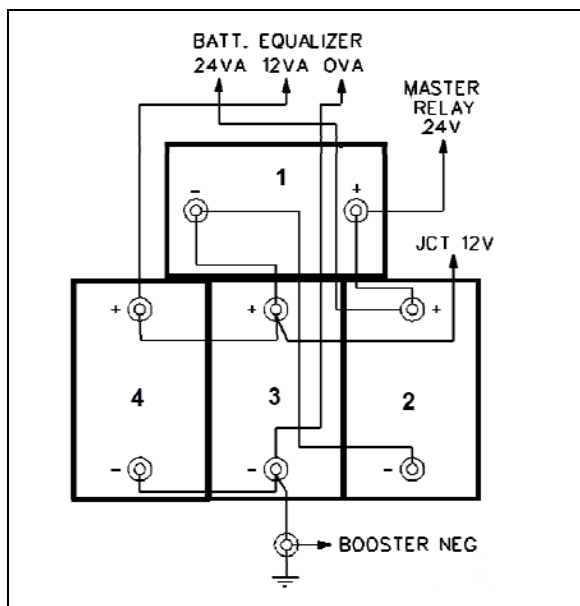 BATT. EQUALIZER
24VA 12VA 0VA
MASTER
RELAY
24V
1
- +
JCT 12V
+ + +
4 3 2
- - -
BOOSTER NEG